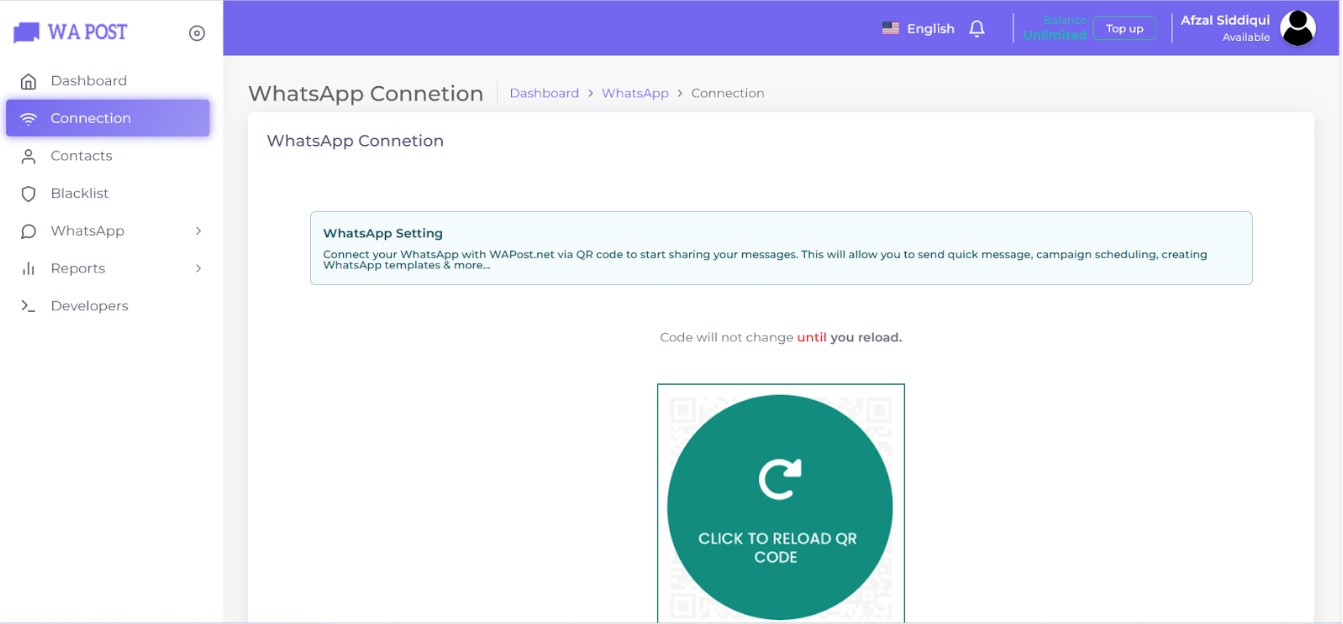 WA POST
Dashboard
Connection
Contacts
Blacklist
WhatsApp
Reports
Developers
English
Balance
Unlimited
Top up
Afzal Siddiqui
Available
WhatsApp Connetion
Dashboard > WhatsApp > Connection
WhatsApp Connetion
WhatsApp Setting
Connect your WhatsApp with WAPost.net via QR code to start sharing your messages. This will allow you to send quick message, campaign scheduling, creating
WhatsApp templates & more...
Code will not change until you reload.
CLICK TO RELOAD QR
CODE